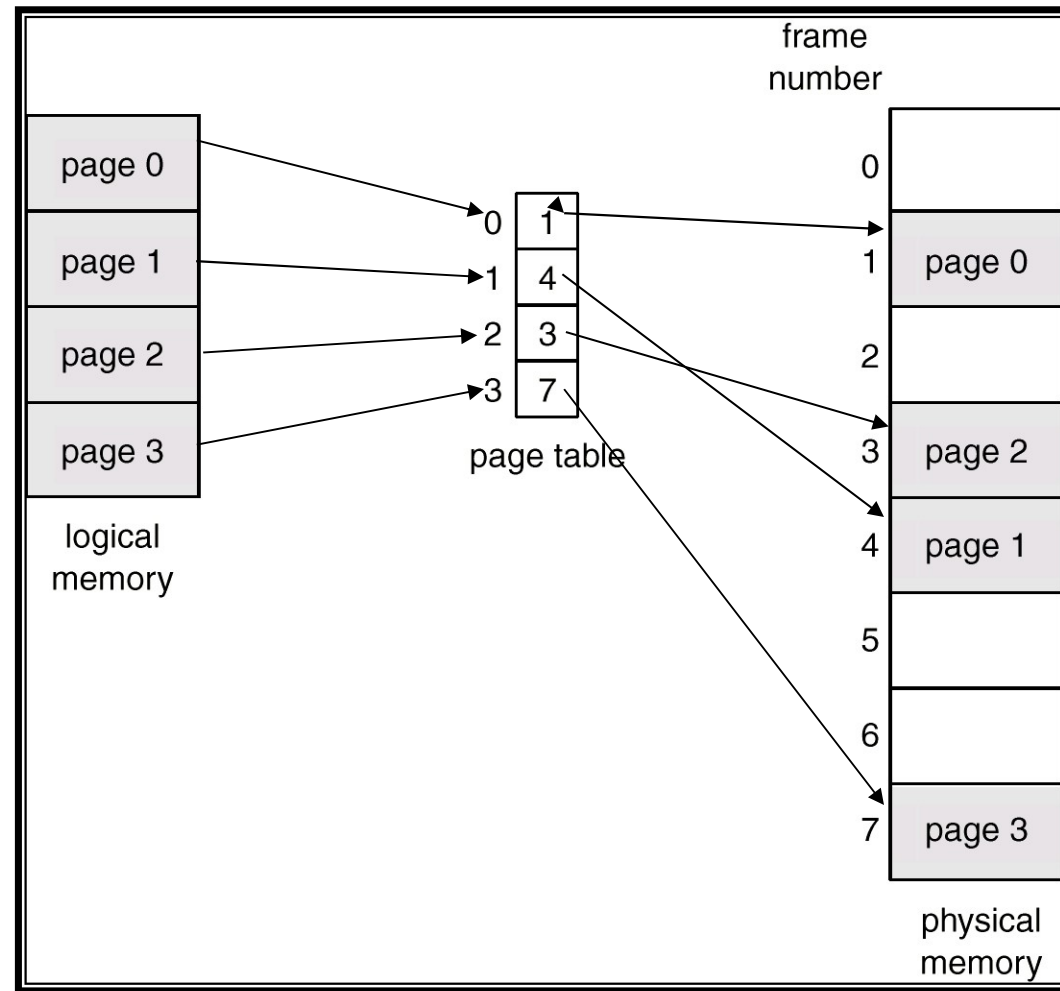 frame
number
page 0
page 1
page 2
page 3
logical
memory
0 1
1 4
2 3
3 7
page table
0
1 page 0
2
3 page 2
4 page 1
5
6
7 page 3
physical
memory